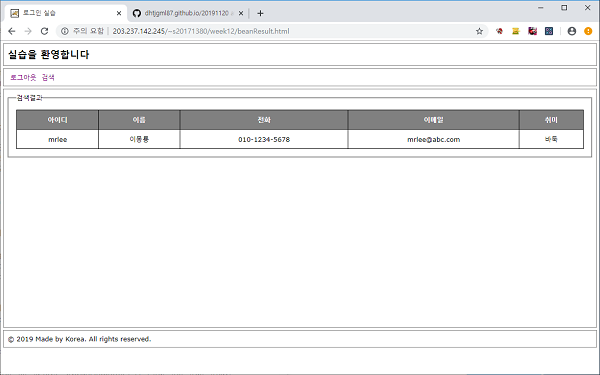 로그인 실습
dhtjgml87.github.io/20191120
주의 요함 | 203.237.142.245/~s20171380/week12/beanResult.html
실습을 환영합니다
로그아웃 검색
검색결과
아이디 이름 전화 이메일 취미
mrlee 이몽룡 010-1234-5678 mrlee@abc.com 바둑
© 2019 Made by Korea. All rights reserved.